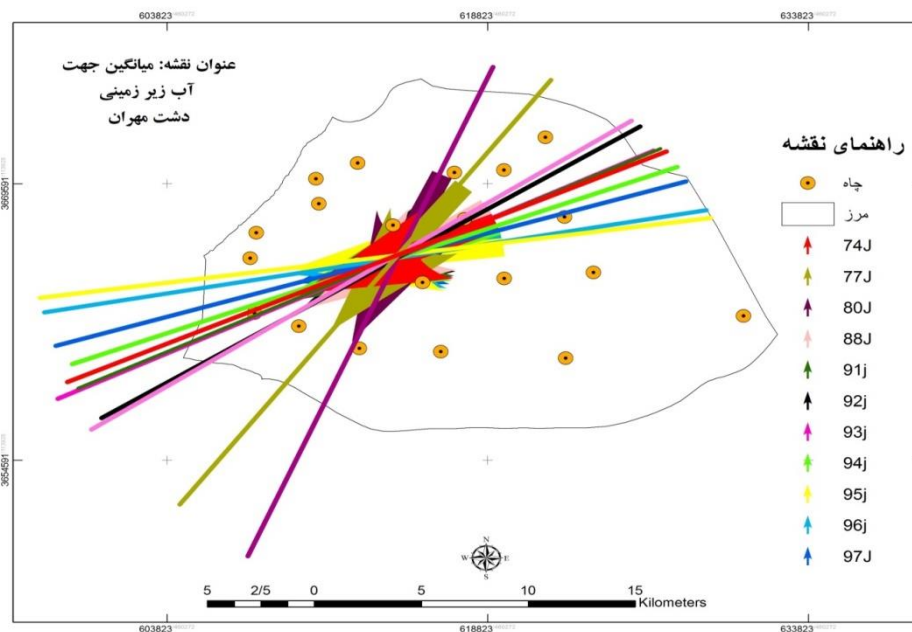 603823
618823
633823
عنوان نقشه: میانگین جهت
آب زیر زمینی
دشت مهران
راهنمای نقشه
چاه
مرز
74J
77J
80J
88J
91j
92j
93j
94j
95j
96j
97J
3669591
3654591
N
W E
S
5 2/5 0 5 10 15
Kilometers
603823
618823
633823